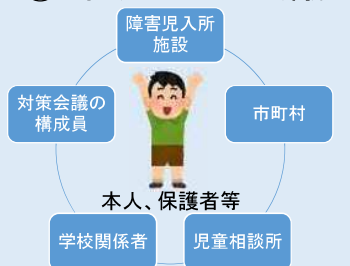 障害児入所
施設
対策会議の
構成員
市町村
本人、保護者等
学校関係者
児童相談所